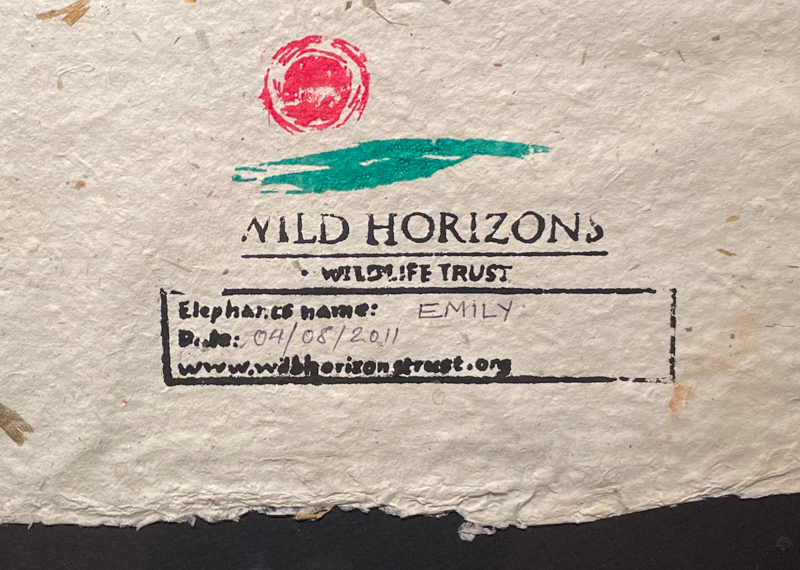 WILD HORIZONS
WILDLIFE TRUST
Elephants name: EMILY
Date: 04/08/2011
www.wildhorizonstrust.org